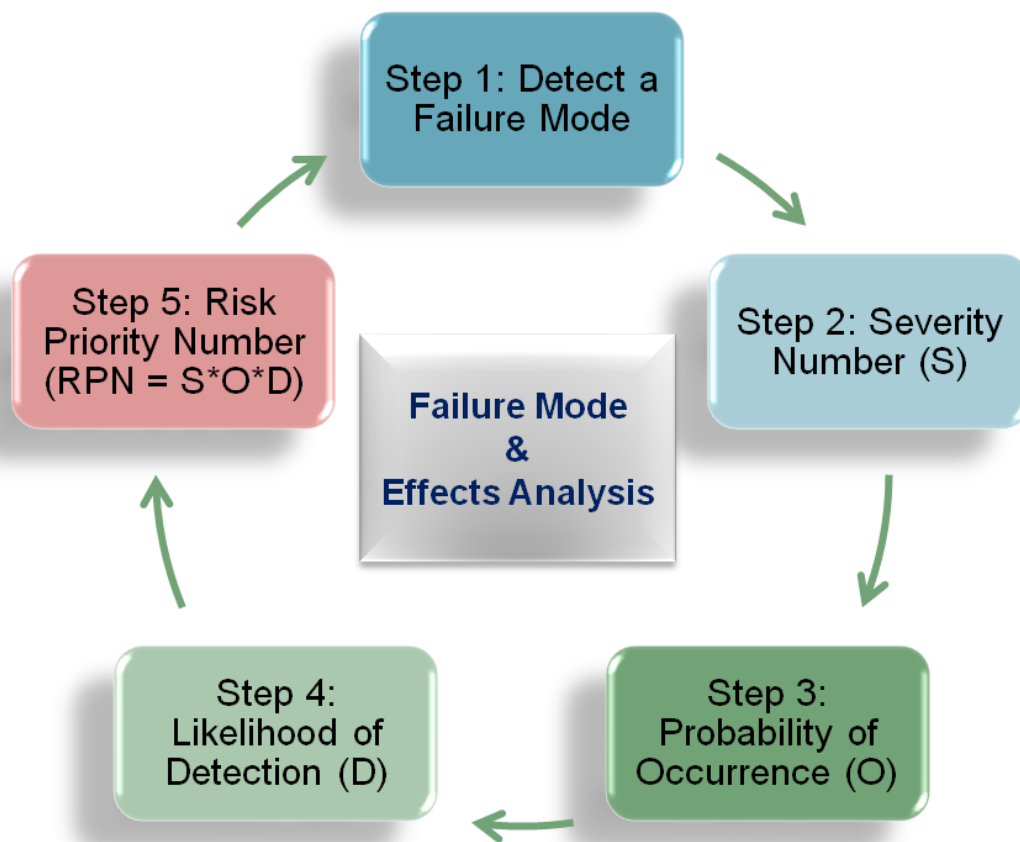 Step 1: Detect a
Failure Mode
Step 2: Severity
Number (S)
Step 3:
Probability of
Occurrence (O)
Step 4:
Likelihood of
Detection (D)
Step 5: Risk
Priority Number
(RPN = S*O*D)
Failure Mode
&
Effects Analysis